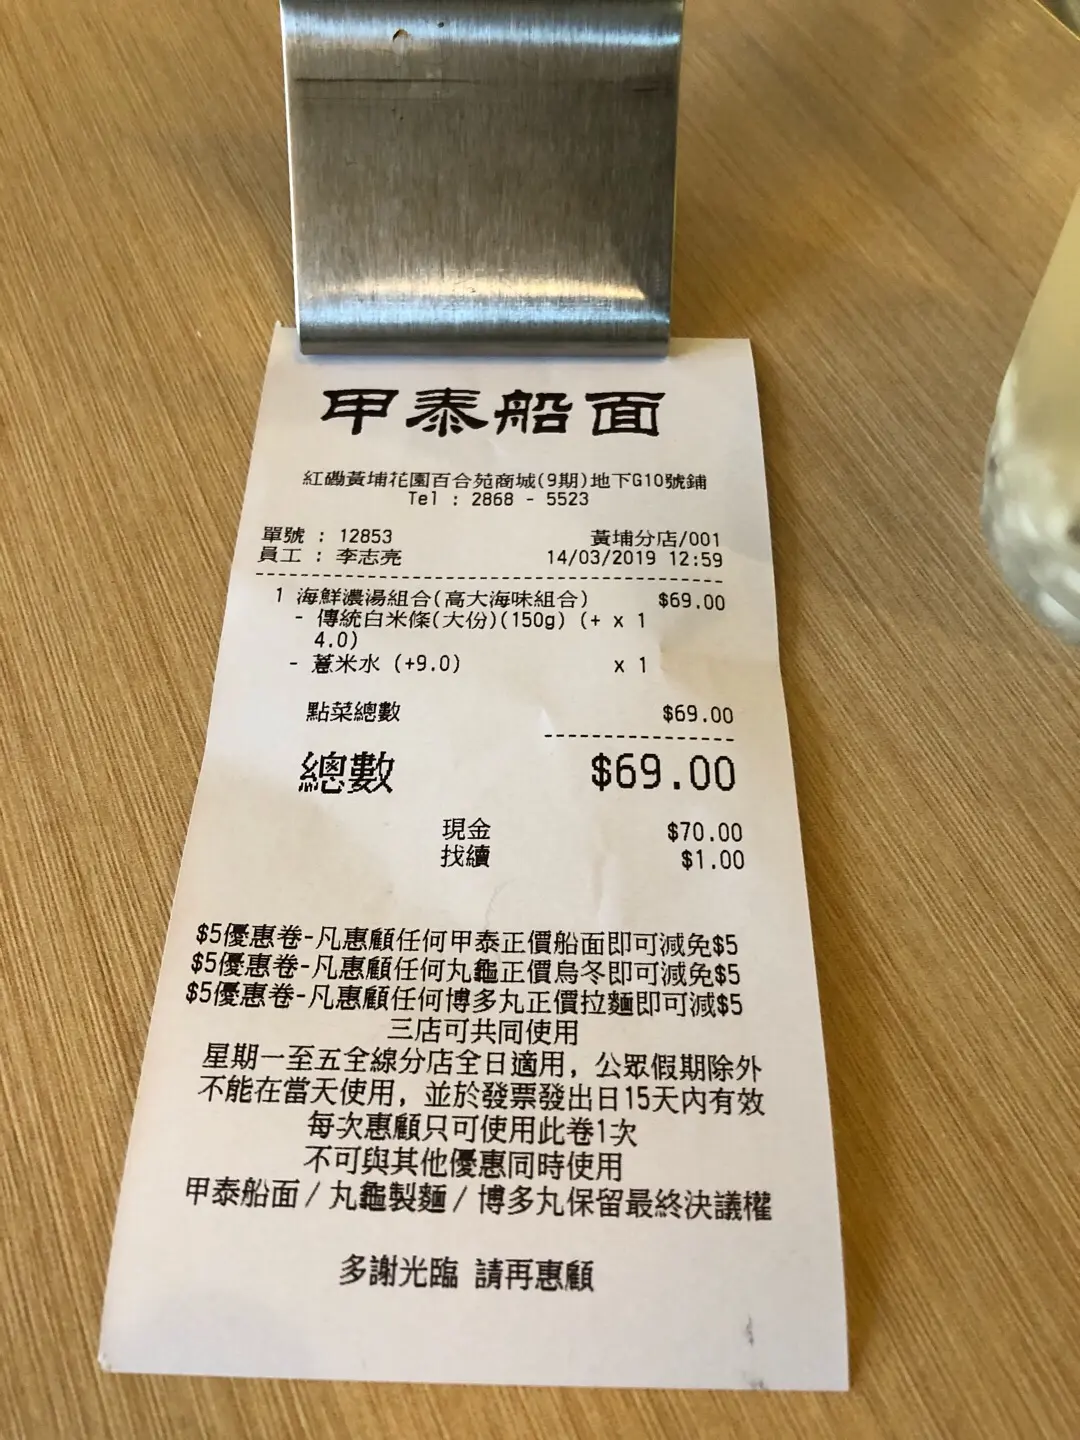 甲泰船面
紅磡黃埔花園百合苑商城(9期)地下G10號鋪
Tel : 2868 - 5523
單號 : 12853 黃埔分店/001
員工 : 李志亮 14/03/2019 12:59
1 海鮮濃湯組合(高大海味組合) $69.00
- 傳統白米條(大份)(150g) (+ x 1
4.0)
- 薏米水 (+9.0) x 1
點菜總數 $69.00
總數 $69.00
現金 $70.00
找續 $1.00
$5優惠卷-凡惠顧任何甲泰正價船面即可減免$5
$5優惠卷-凡惠顧任何丸龜正價烏冬即可減免$5
$5優惠卷-凡惠顧任何博多丸正價拉麵即可減$5
三店可共同使用
星期一至五全線分店全日適用, 公眾假期除外
不能在當天使用, 並於發票發出日15天內有效
每次惠顧只可使用此卷1次
不可與其他優惠同時使用
甲泰船面 / 丸龜製麵 / 博多丸保留最終決議權
多謝光臨 請再惠顧